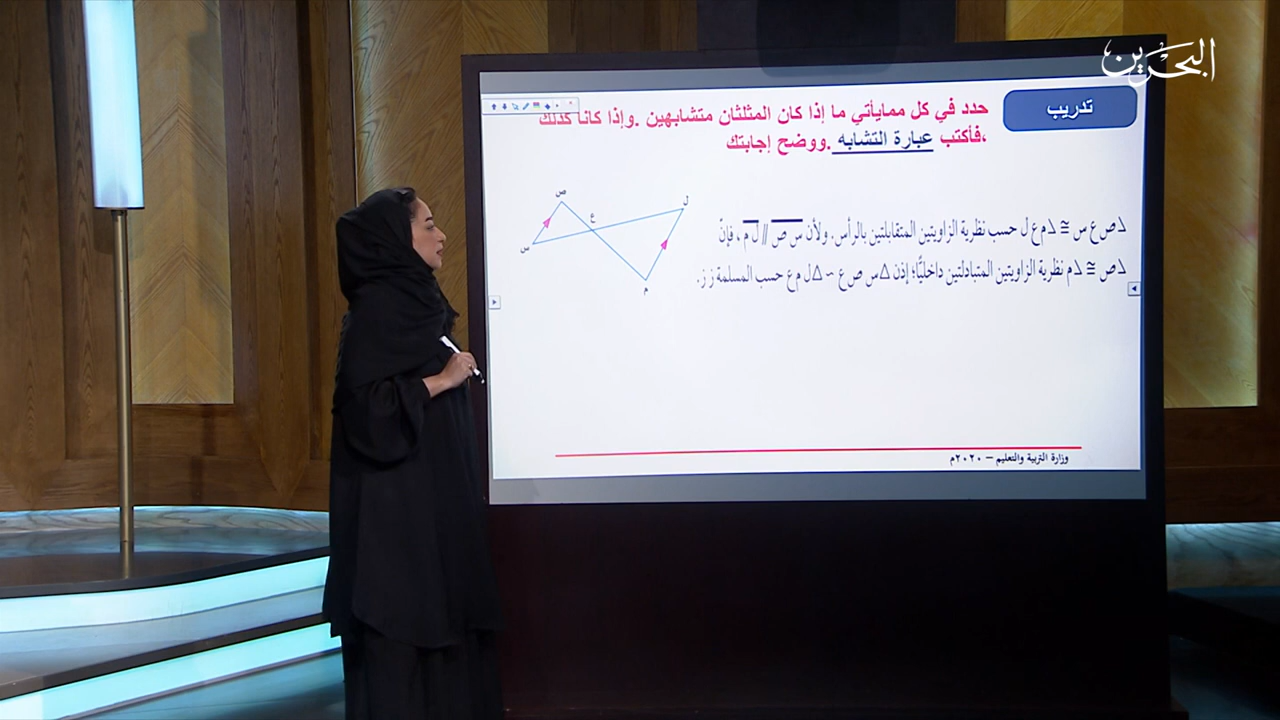 البحرين
تدريب
حدد في كل ممايأتي ما إذا كان المثلثان متشابهين .وإذا كانا كذلك
،فأكتب عبارة التشابه .ووضح إجابتك
ص
ل
ع
س
م
∠ص ع س ≅ ∠م ع ل حسب نظرية الزاويتين المتقابلتين بالرأس. ولأن س ص // ل م ، فإنّ
∠ص ≅ ∠م نظرية الزاويتين المتبادلتين داخليًّا؛ إذن △س ص ع ~ △ل م ع حسب المسلمة ز ز.
وزارة التربية والتعليم – ٢٠٢٠م